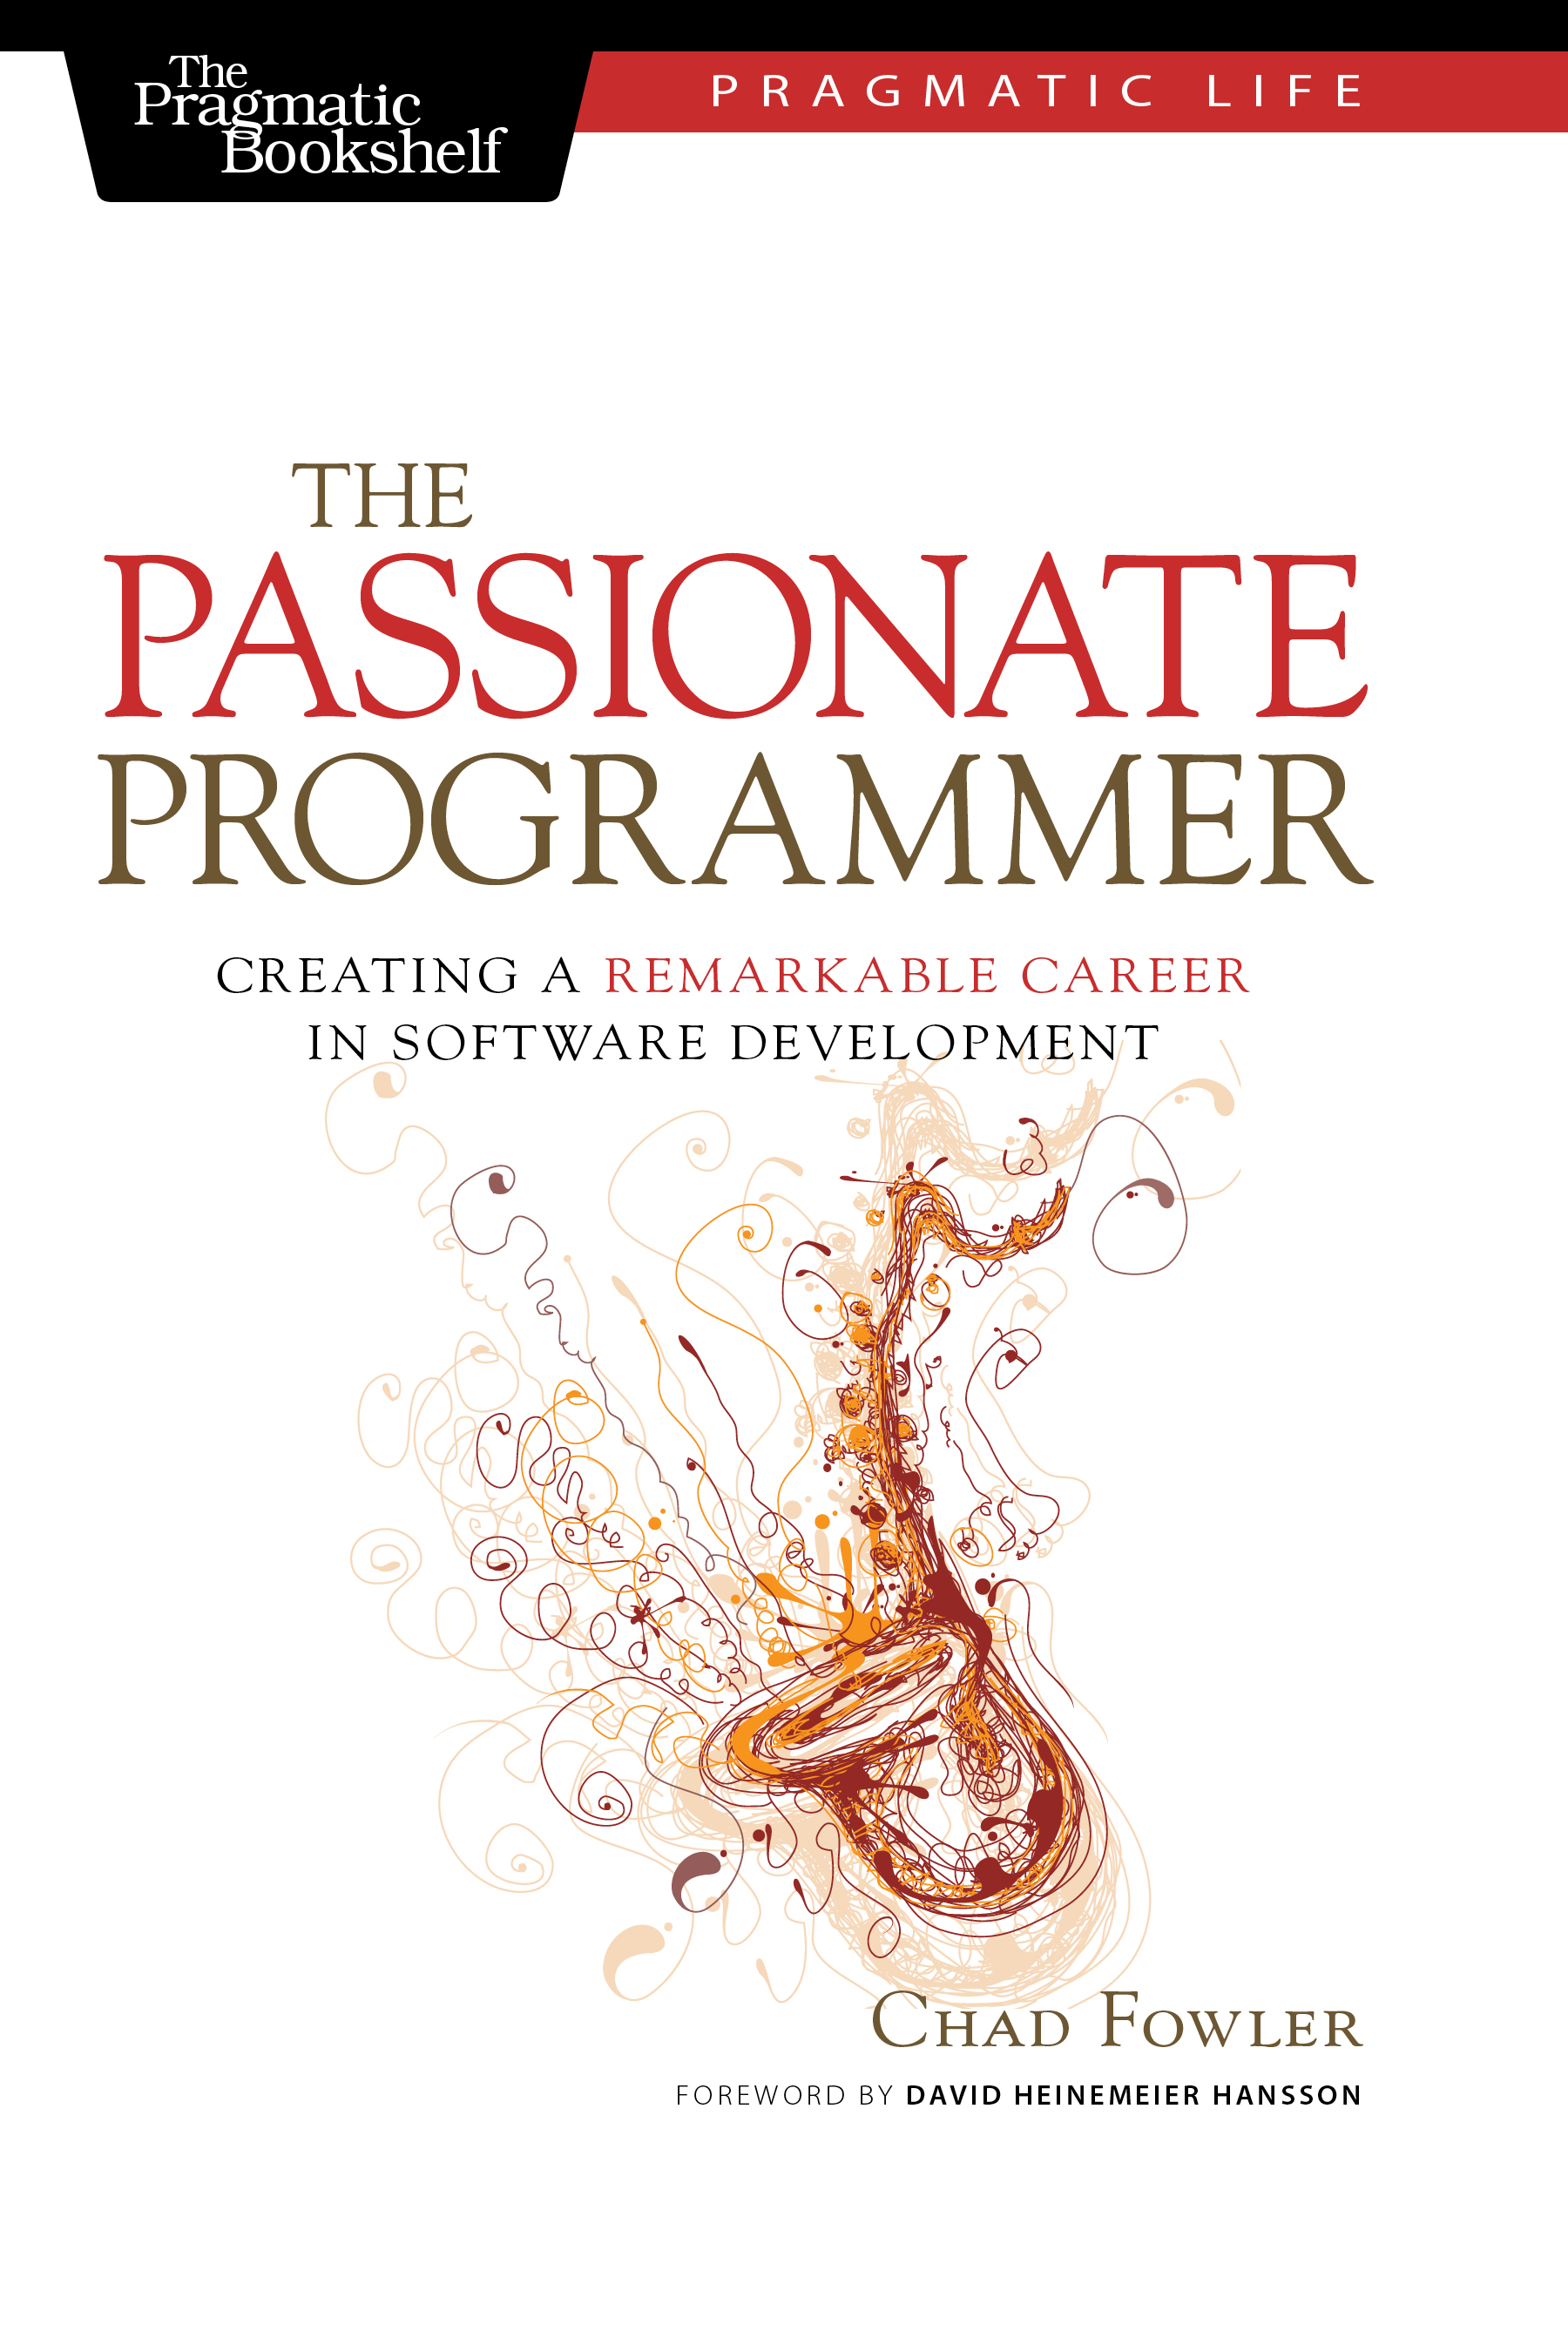 The
Pragmatic
Bookshelf
PRAGMATIC LIFE
THE
PASSIONATE
PROGRAMMER
CREATING A REMARKABLE CAREER
IN SOFTWARE DEVELOPMENT
CHAD FOWLER
FOREWORD BY DAVID HEINEMEIER HANSSON